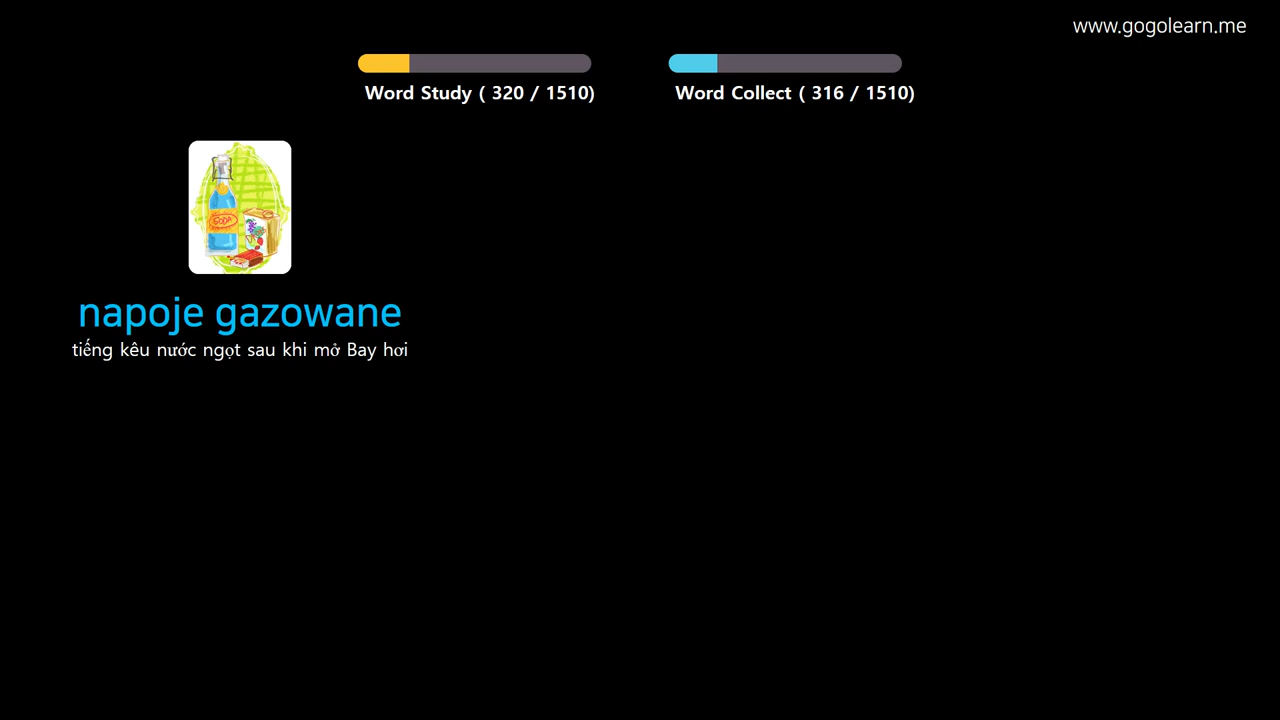 www.gogolearn.me
Word Study ( 320 / 1510)
Word Collect ( 316 / 1510)
SODA
napoje gazowane
tiếng kêu nước ngọt sau khi mở Bay hơi